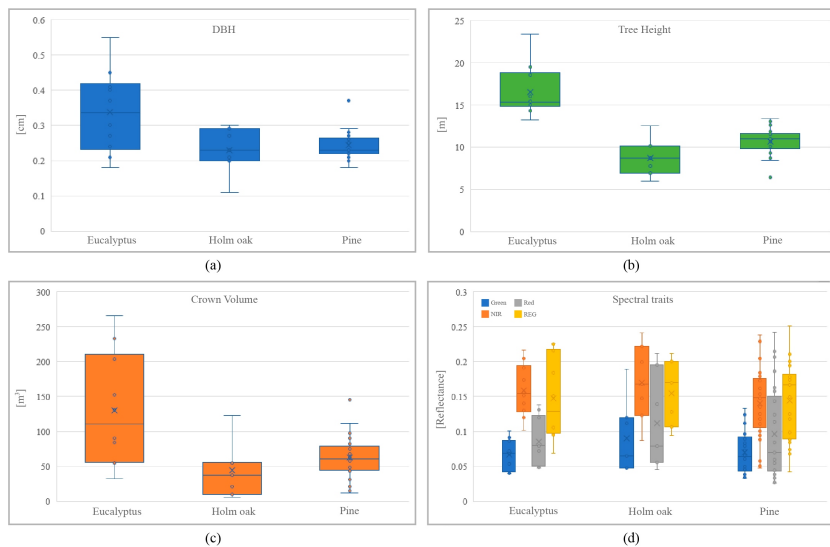 DBH
0.6
0.5
0.4
0.3
0.2
0.1
0
[cm]
Eucalyptus Holm oak Pine
(a)
Tree Height
25
20
15
10
5
0
[m]
Eucalyptus Holm oak Pine
(b)
Crown Volume
300
250
200
150
100
50
0
[m³]
Eucalyptus Holm oak Pine
(c)
Spectral traits
Green Red
NIR REG
0.3
0.25
0.2
0.15
0.1
0.05
0
[Reflectance]
Eucalyptus Holm oak Pine
(d)